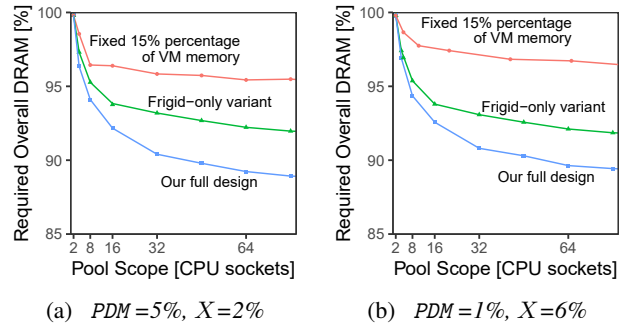 Required Overall DRAM [%]
100
95
90
85
Fixed 15% percentage
of VM memory
Frigid−only variant
Our full design
2 8 16 32 64
Pool Scope [CPU sockets]
(a) PDM=5%, X=2%
Required Overall DRAM [%]
100
95
90
85
Fixed 15% percentage
of VM memory
Frigid−only variant
Our full design
2 8 16 32 64
Pool Scope [CPU sockets]
(b) PDM=1%, X=6%